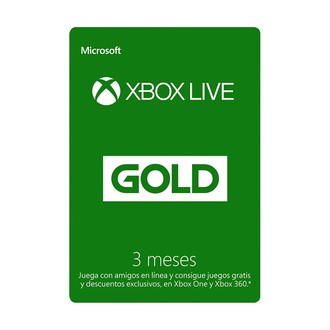 Microsoft
XBOX LIVE
GOLD
3 meses
Juega con amigos en línea y consigue juegos gratis
y descuentos exclusivos, en Xbox One y Xbox 360.*